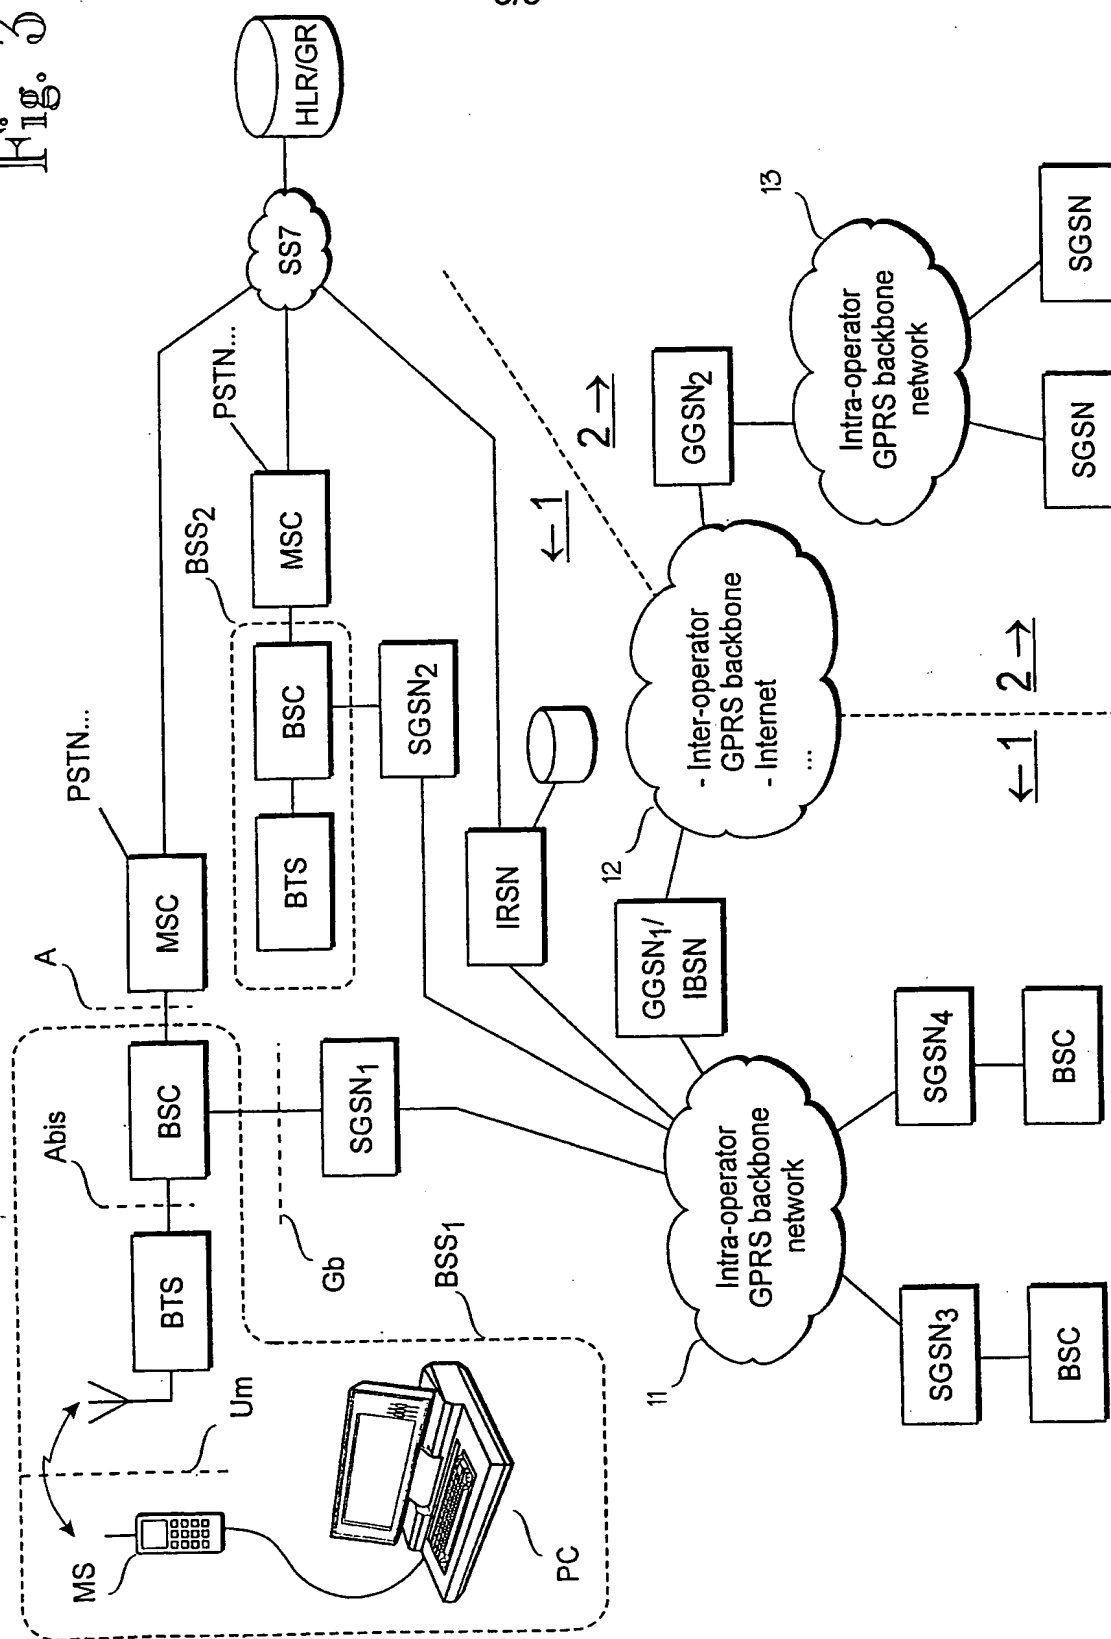 Fig. 3
HLR/GR
SS7
PSTN...
MSC
A
BSC
Abis
BTS
Um
MS
PC
BSS1
Gb
SGSN1
PSTN...
BSS2
MSC
BSC
BTS
SGSN2
IRSN
←1
2→
GGSN1/
IBSN
12
- Inter-operator
GPRS backbone
- Internet
...
GGSN2
13
Intra-operator
GPRS backbone
network
SGSN
SGSN
←1
2→
11
Intra-operator
GPRS backbone
network
SGSN3
BSC
SGSN4
BSC